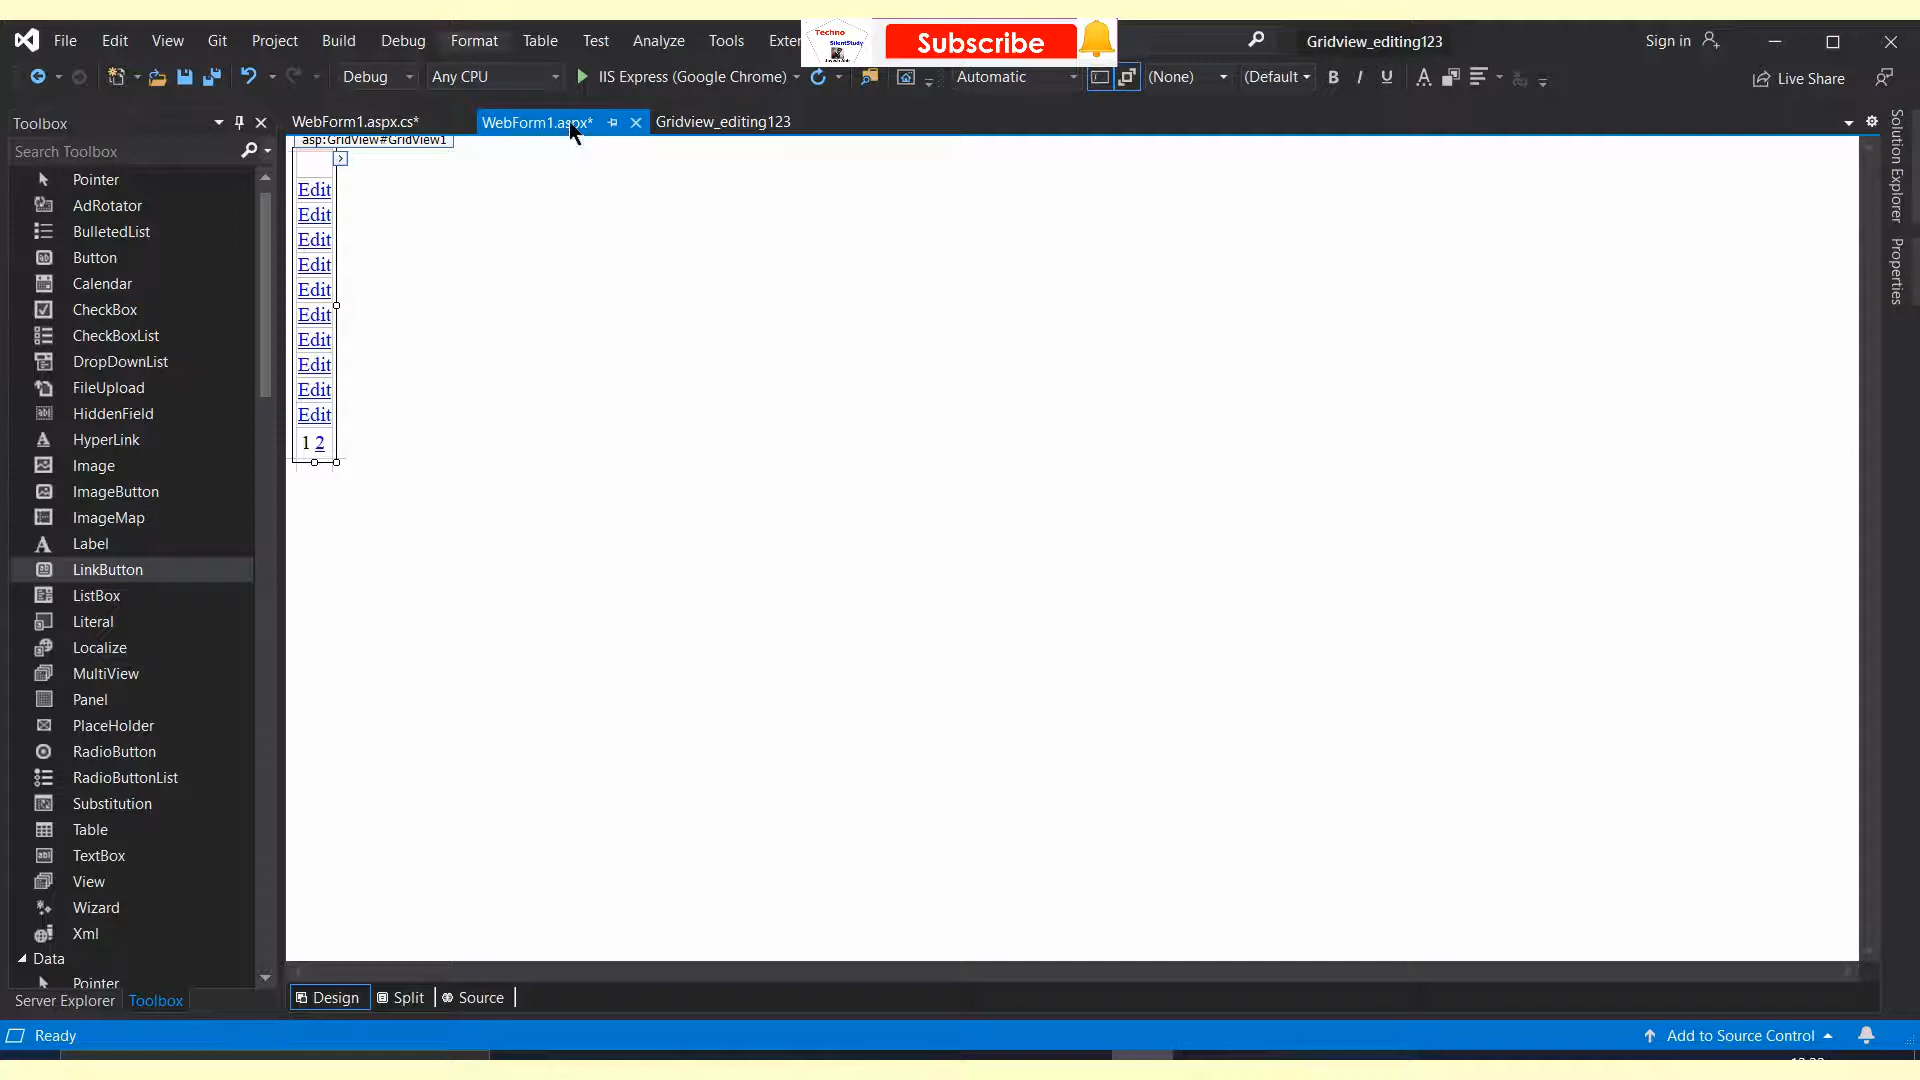 File Edit View Git Project Build Debug Format Table Test Analyze Tools Exter
Techno
SilentStudy
Subscribe
Gridview_editing123
Sign in
Debug Any CPU IIS Express (Google Chrome) Automatic (None) (Default B I U A Live Share
Toolbox
WebForm1.aspx.cs* WebForm1.aspx* Gridview_editing123
Search Toolbox
asp:GridView#GridView1
Solution Explorer
Properties
Pointer
AdRotator
BulletedList
Button
Calendar
CheckBox
CheckBoxList
DropDownList
FileUpload
HiddenField
HyperLink
Image
ImageButton
ImageMap
Label
LinkButton
ListBox
Literal
Localize
MultiView
Panel
PlaceHolder
RadioButton
RadioButtonList
Substitution
Table
TextBox
View
Wizard
Xml
Data
Pointer
Server Explorer Toolbox
Edit
Edit
Edit
Edit
Edit
Edit
Edit
Edit
Edit
Edit
1 2
Design Split Source
Ready
Add to Source Control